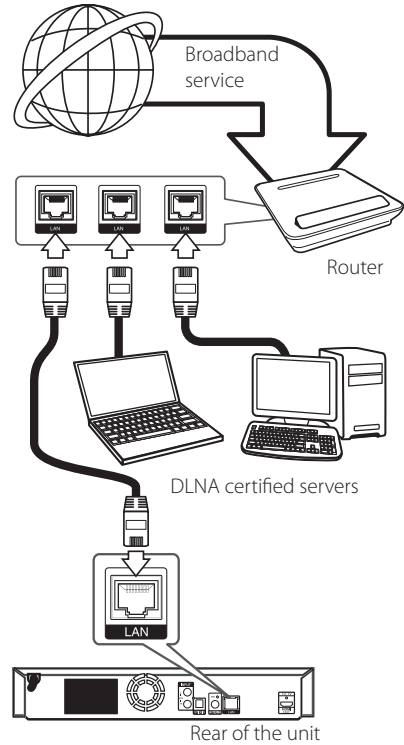 Broadband
service
LAN
LAN
LAN
Router
DLNA certified servers
LAN
Rear of the unit